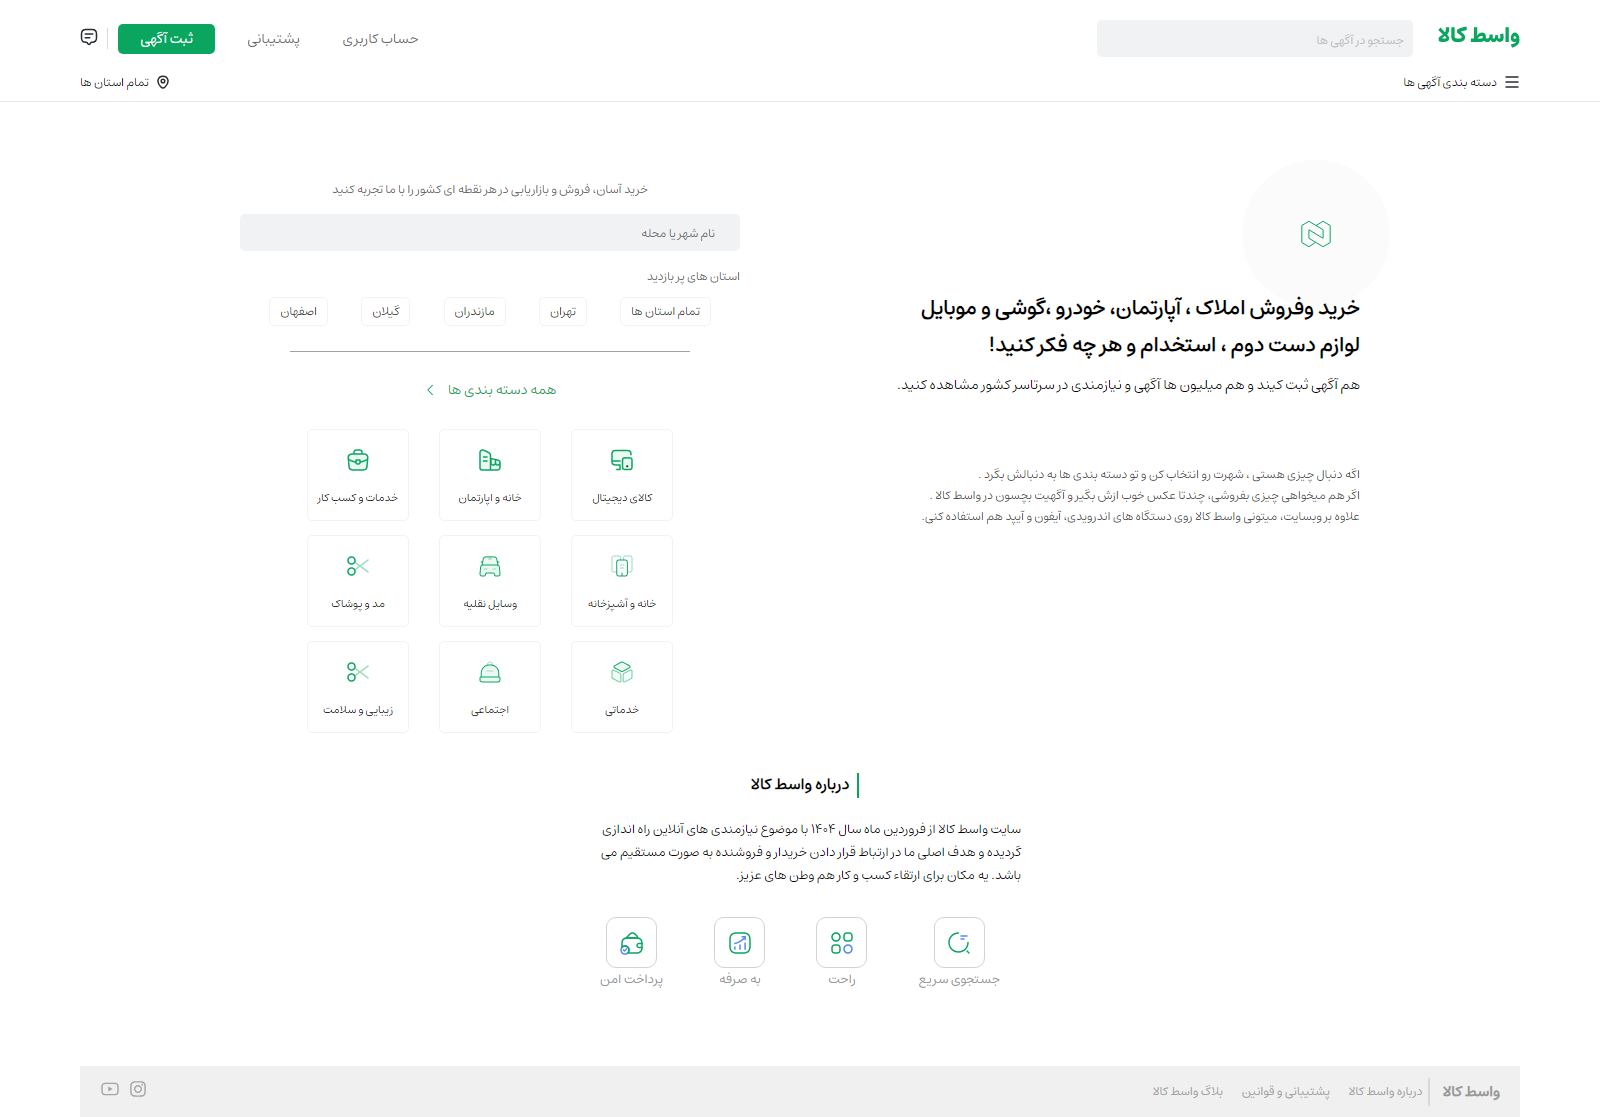 واسط کالا
جستجو در آگهی ها
حساب کاربری
پشتیبانی
ثبت آگهی
دسته بندی آگهی ها
تمام استان ها
خرید وفروش املاک ، آپارتمان، خودرو ،گوشی و موبایل
لوازم دست دوم ، استخدام و هر چه فکر کنید!
هم آگهی ثبت کیند و هم میلیون ها آگهی و نیازمندی در سرتاسر کشور مشاهده کنید.
اگه دنبال چیزی هستی ، شهرت رو انتخاب کن و تو دسته بندی ها به دنبالش بگرد .
اگر هم میخواهی چیزی بفروشی، چندتا عکس خوب ازش بگیر و آگهیت بچسون در واسط کالا .
علاوه بر وبسایت، میتونی واسط کالا روی دستگاه های اندرویدی، آیفون و آیپد هم استفاده کنی.
خرید آسان، فروش و بازاریابی در هر نقطه ای کشور را با ما تجربه کنید
نام شهر یا محله
استان های پر بازدید
تمام استان ها
تهران
مازندران
گیلان
اصفهان
همه دسته بندی ها
کالای دیجیتال
خانه و اپارتمان
خدمات و کسب کار
خانه و آشپزخانه
وسایل نقلیه
مد و پوشاک
خدماتی
اجتماعی
زیبایی و سلامت
درباره واسط کالا
سایت واسط کالا از فروردین ماه سال ۱۴۰۴ با موضوع نیازمندی های آنلاین راه اندازی
گردیده و هدف اصلی ما در ارتباط قرار دادن خریدار و فروشنده به صورت مستقیم می
باشد. یه مکان برای ارتقاء کسب و کار هم وطن های عزیز.
جستجوی سریع
راحت
به صرفه
پرداخت امن
واسط کالا
درباره واسط کالا
پشتیبانی و قوانین
بلاگ واسط کالا